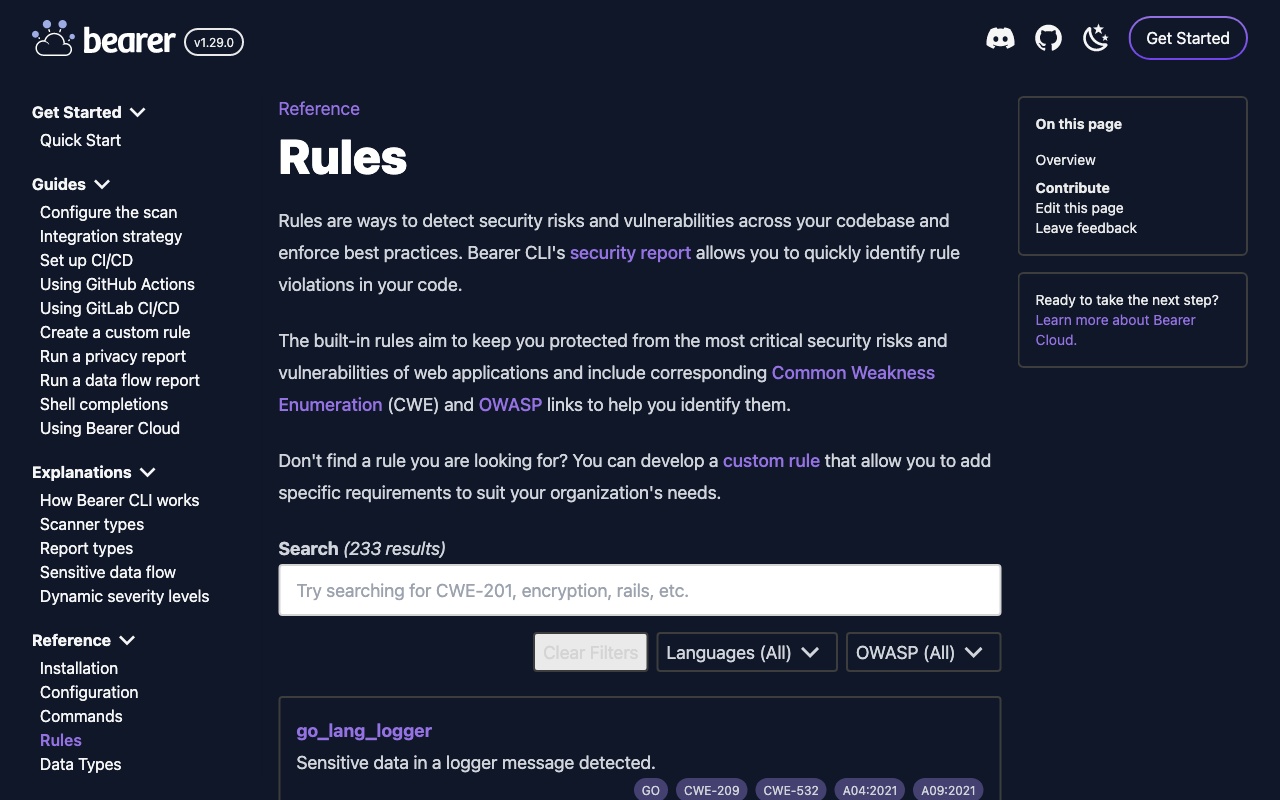 bearer v1.29.0
Get Started
Get Started
Quick Start
Guides
Configure the scan
Integration strategy
Set up CI/CD
Using GitHub Actions
Using GitLab CI/CD
Create a custom rule
Run a privacy report
Run a data flow report
Shell completions
Using Bearer Cloud
Explanations
How Bearer CLI works
Scanner types
Report types
Sensitive data flow
Dynamic severity levels
Reference
Installation
Configuration
Commands
Rules
Data Types
Reference
Rules
Rules are ways to detect security risks and vulnerabilities across your codebase and
enforce best practices. Bearer CLI's security report allows you to quickly identify rule
violations in your code.
The built-in rules aim to keep you protected from the most critical security risks and
vulnerabilities of web applications and include corresponding Common Weakness
Enumeration (CWE) and OWASP links to help you identify them.
Don't find a rule you are looking for? You can develop a custom rule that allow you to add
specific requirements to suit your organization's needs.
Search (233 results)
Try searching for CWE-201, encryption, rails, etc.
Clear Filters Languages (All) OWASP (All)
go_lang_logger
Sensitive data in a logger message detected.
GO CWE-209 CWE-532 A04:2021 A09:2021
On this page
Overview
Contribute
Edit this page
Leave feedback
Ready to take the next step?
Learn more about Bearer
Cloud.